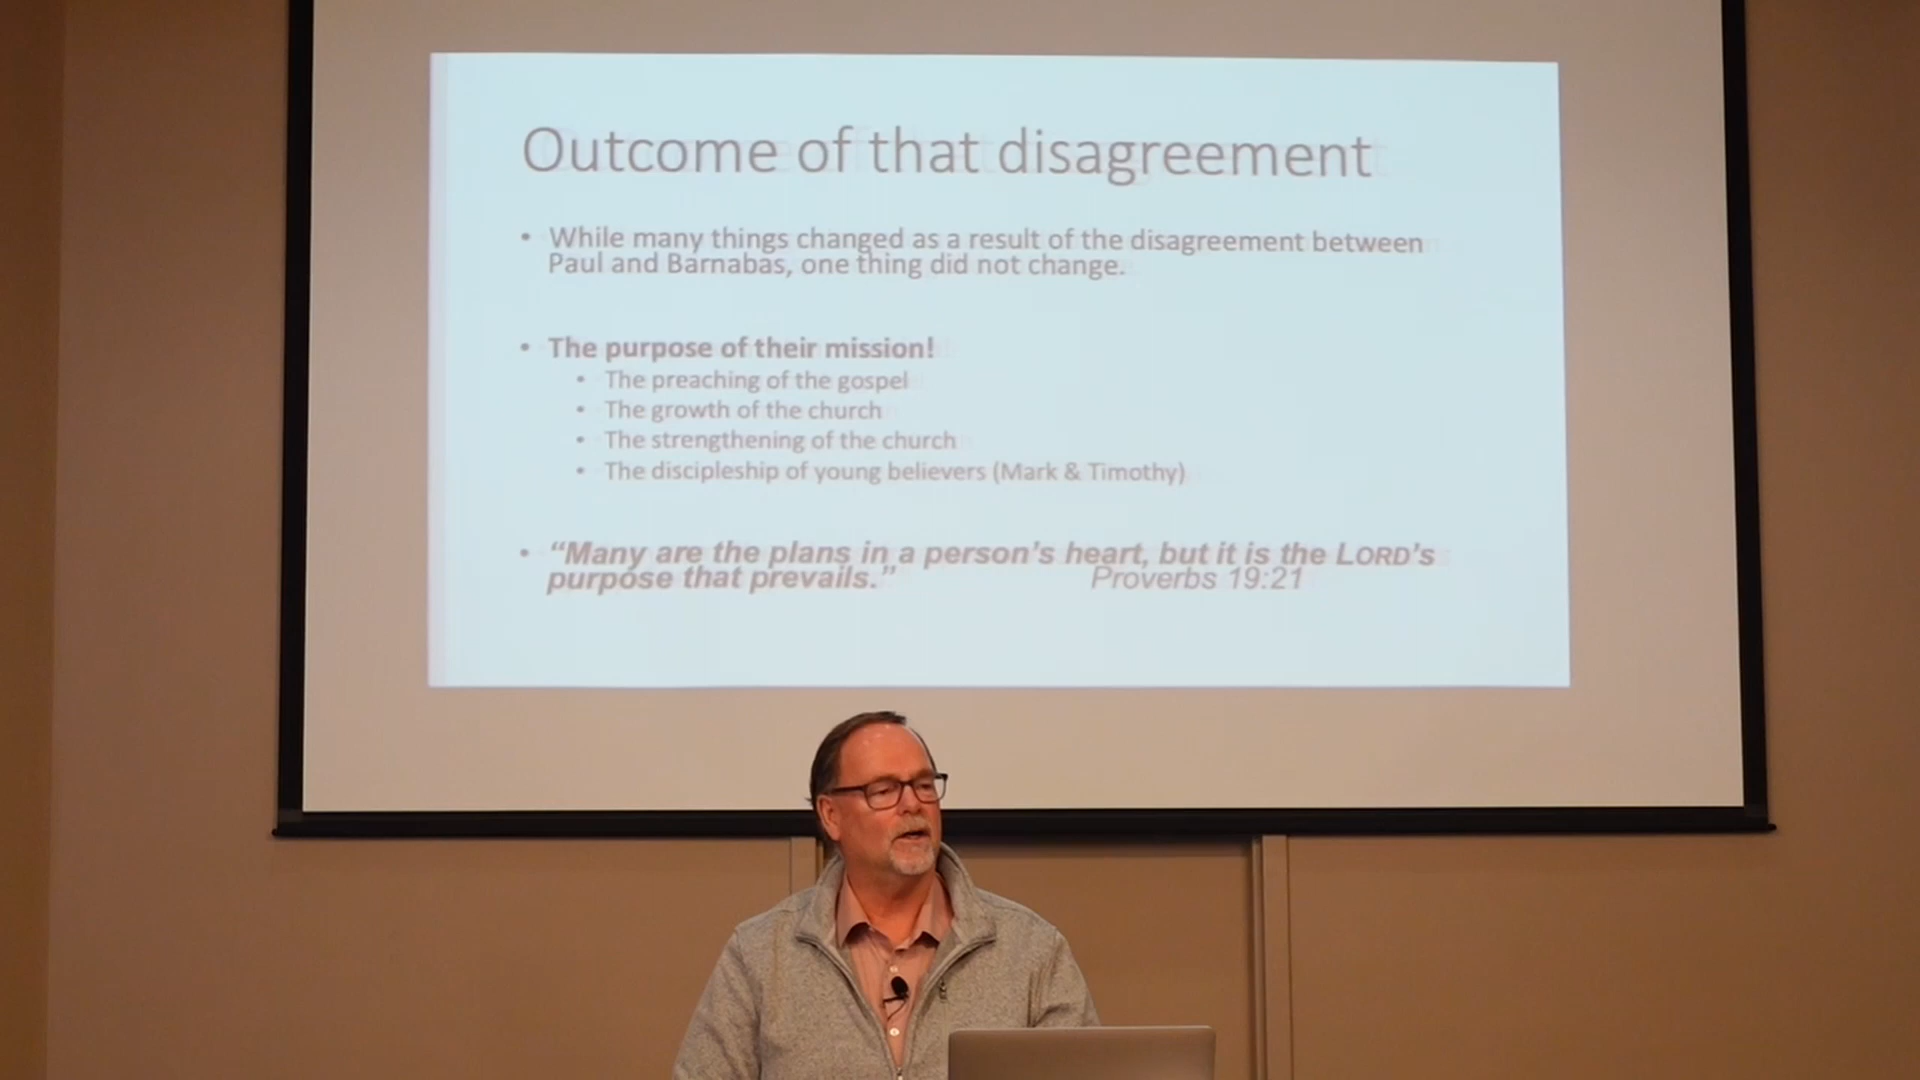 Outcome of that disagreement
• While many things changed as a result of the disagreement between
Paul and Barnabas, one thing did not change.
• The purpose of their mission!
• The preaching of the gospel
• The growth of the church
• The strengthening of the church
• The discipleship of young believers (Mark & Timothy)
• “Many are the plans in a person’s heart, but it is the LORD’s
purpose that prevails.” Proverbs 19:21